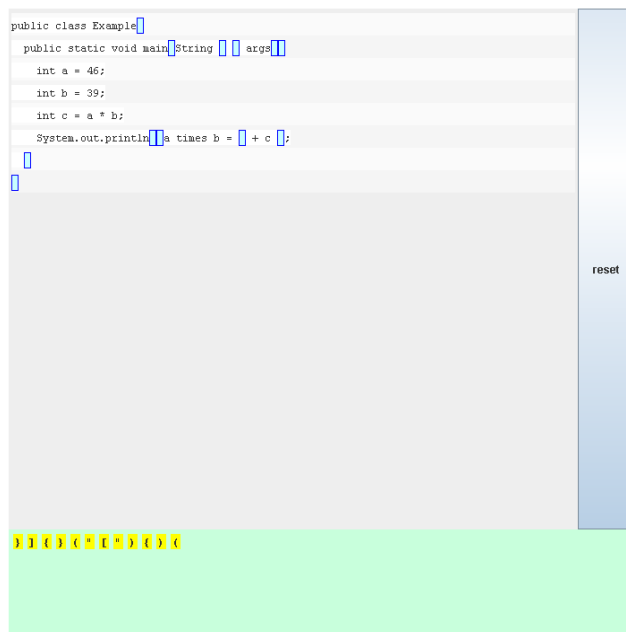 public class Example
public static void main String args
int a = 46;
int b = 39;
int c = a * b;
System.out.println a times b = + c ;
reset
} ] { } ( " [ " ) { ) (